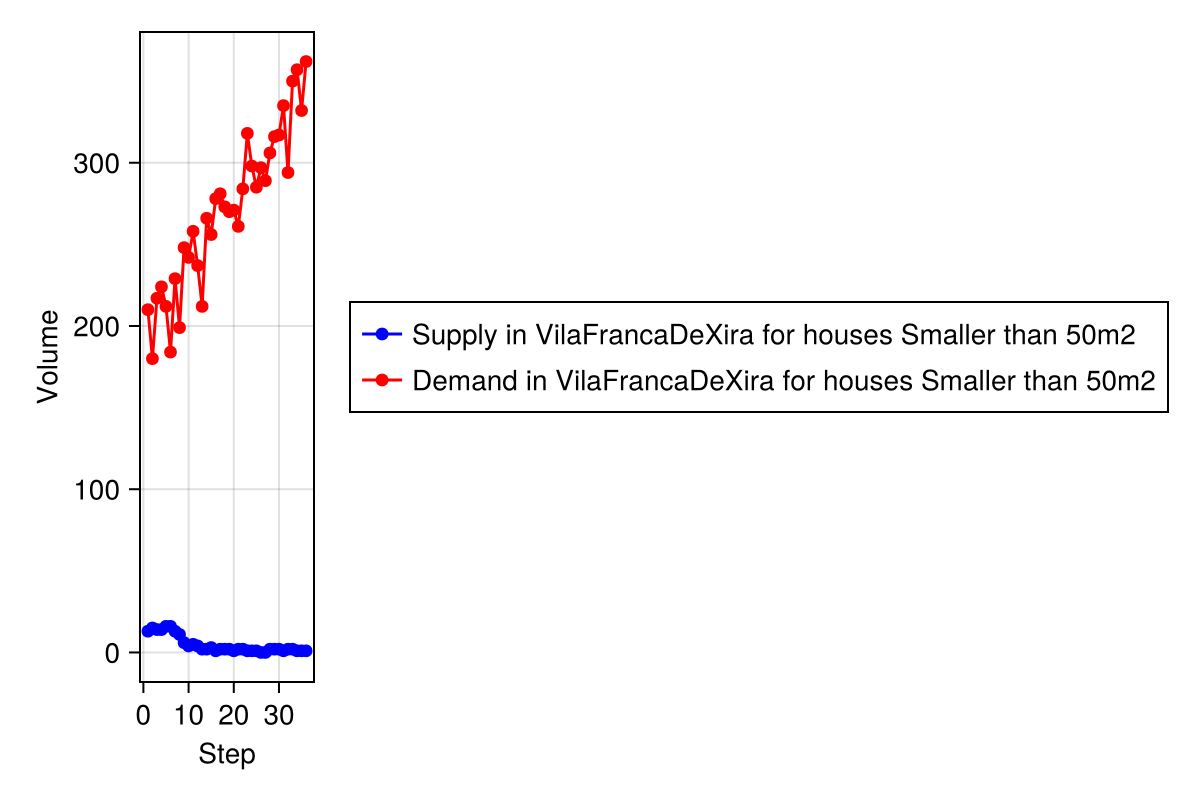 Volume
300
200
100
0
0 10 20 30
Step
Supply in VilaFrancaDeXira for houses Smaller than 50m2
Demand in VilaFrancaDeXira for houses Smaller than 50m2